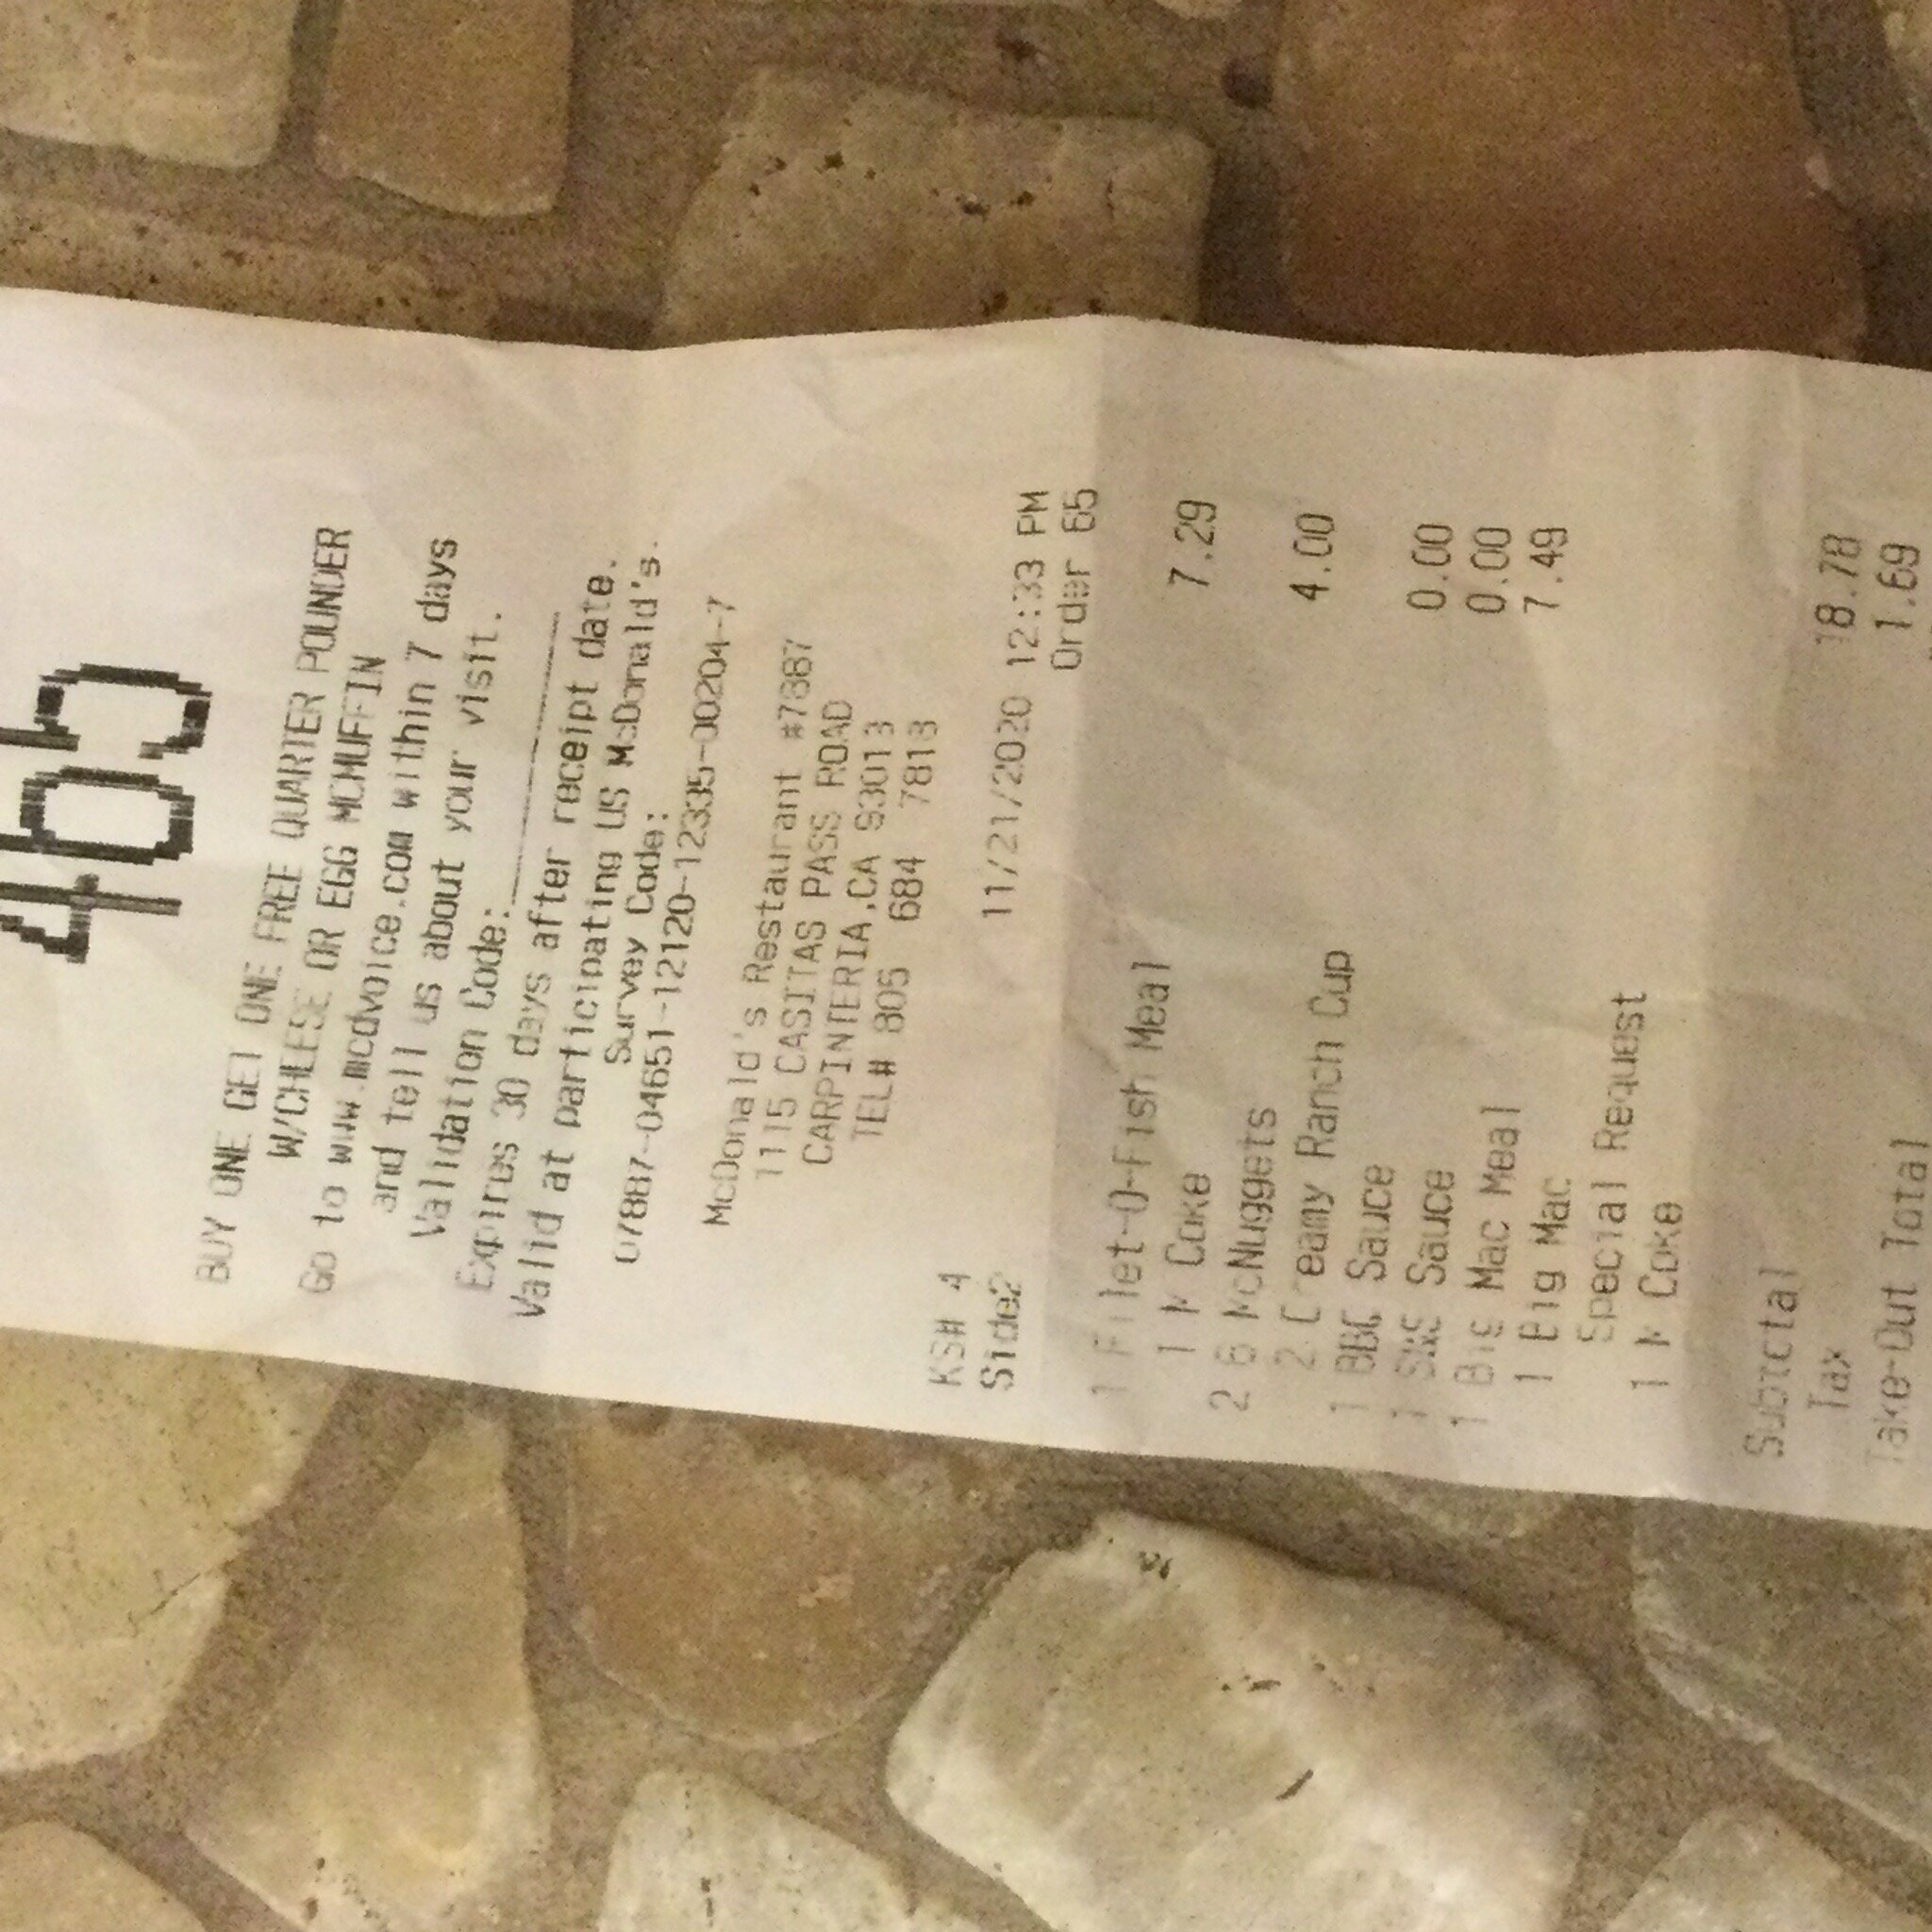 465
BUY ONE GET ONE FREE QUARTER POUNDER
W/CHEESE OR EGG MCMUFFIN
Go to www.mcdvoice.com within 7 days
and tell us about your visit.
Validation Code:__________
Expires 30 days after receipt date.
Valid at participating US McDonald's.
Survey Code:
07887-04651-12120-12335-00204-7
McDonald's Restaurant #7887
1115 CASITAS PASS ROAD
CARPINTERIA,CA 93013
TEL# 805 684 7813
KS# 4 11/21/2020 12:33 PM
Side2 Order 65
1 Filet-O-Fish Meal 7.29
1 M Coke
2 6 McNuggets 4.00
2 Creamy Ranch Cup
1 BBQ Sauce 0.00
1 Sauce 0.00
1 Big Mac Meal 7.49
1 Big Mac
Special Request
1 M Coke
Subtotal 18.78
Tax 1.69
Take-Out Total